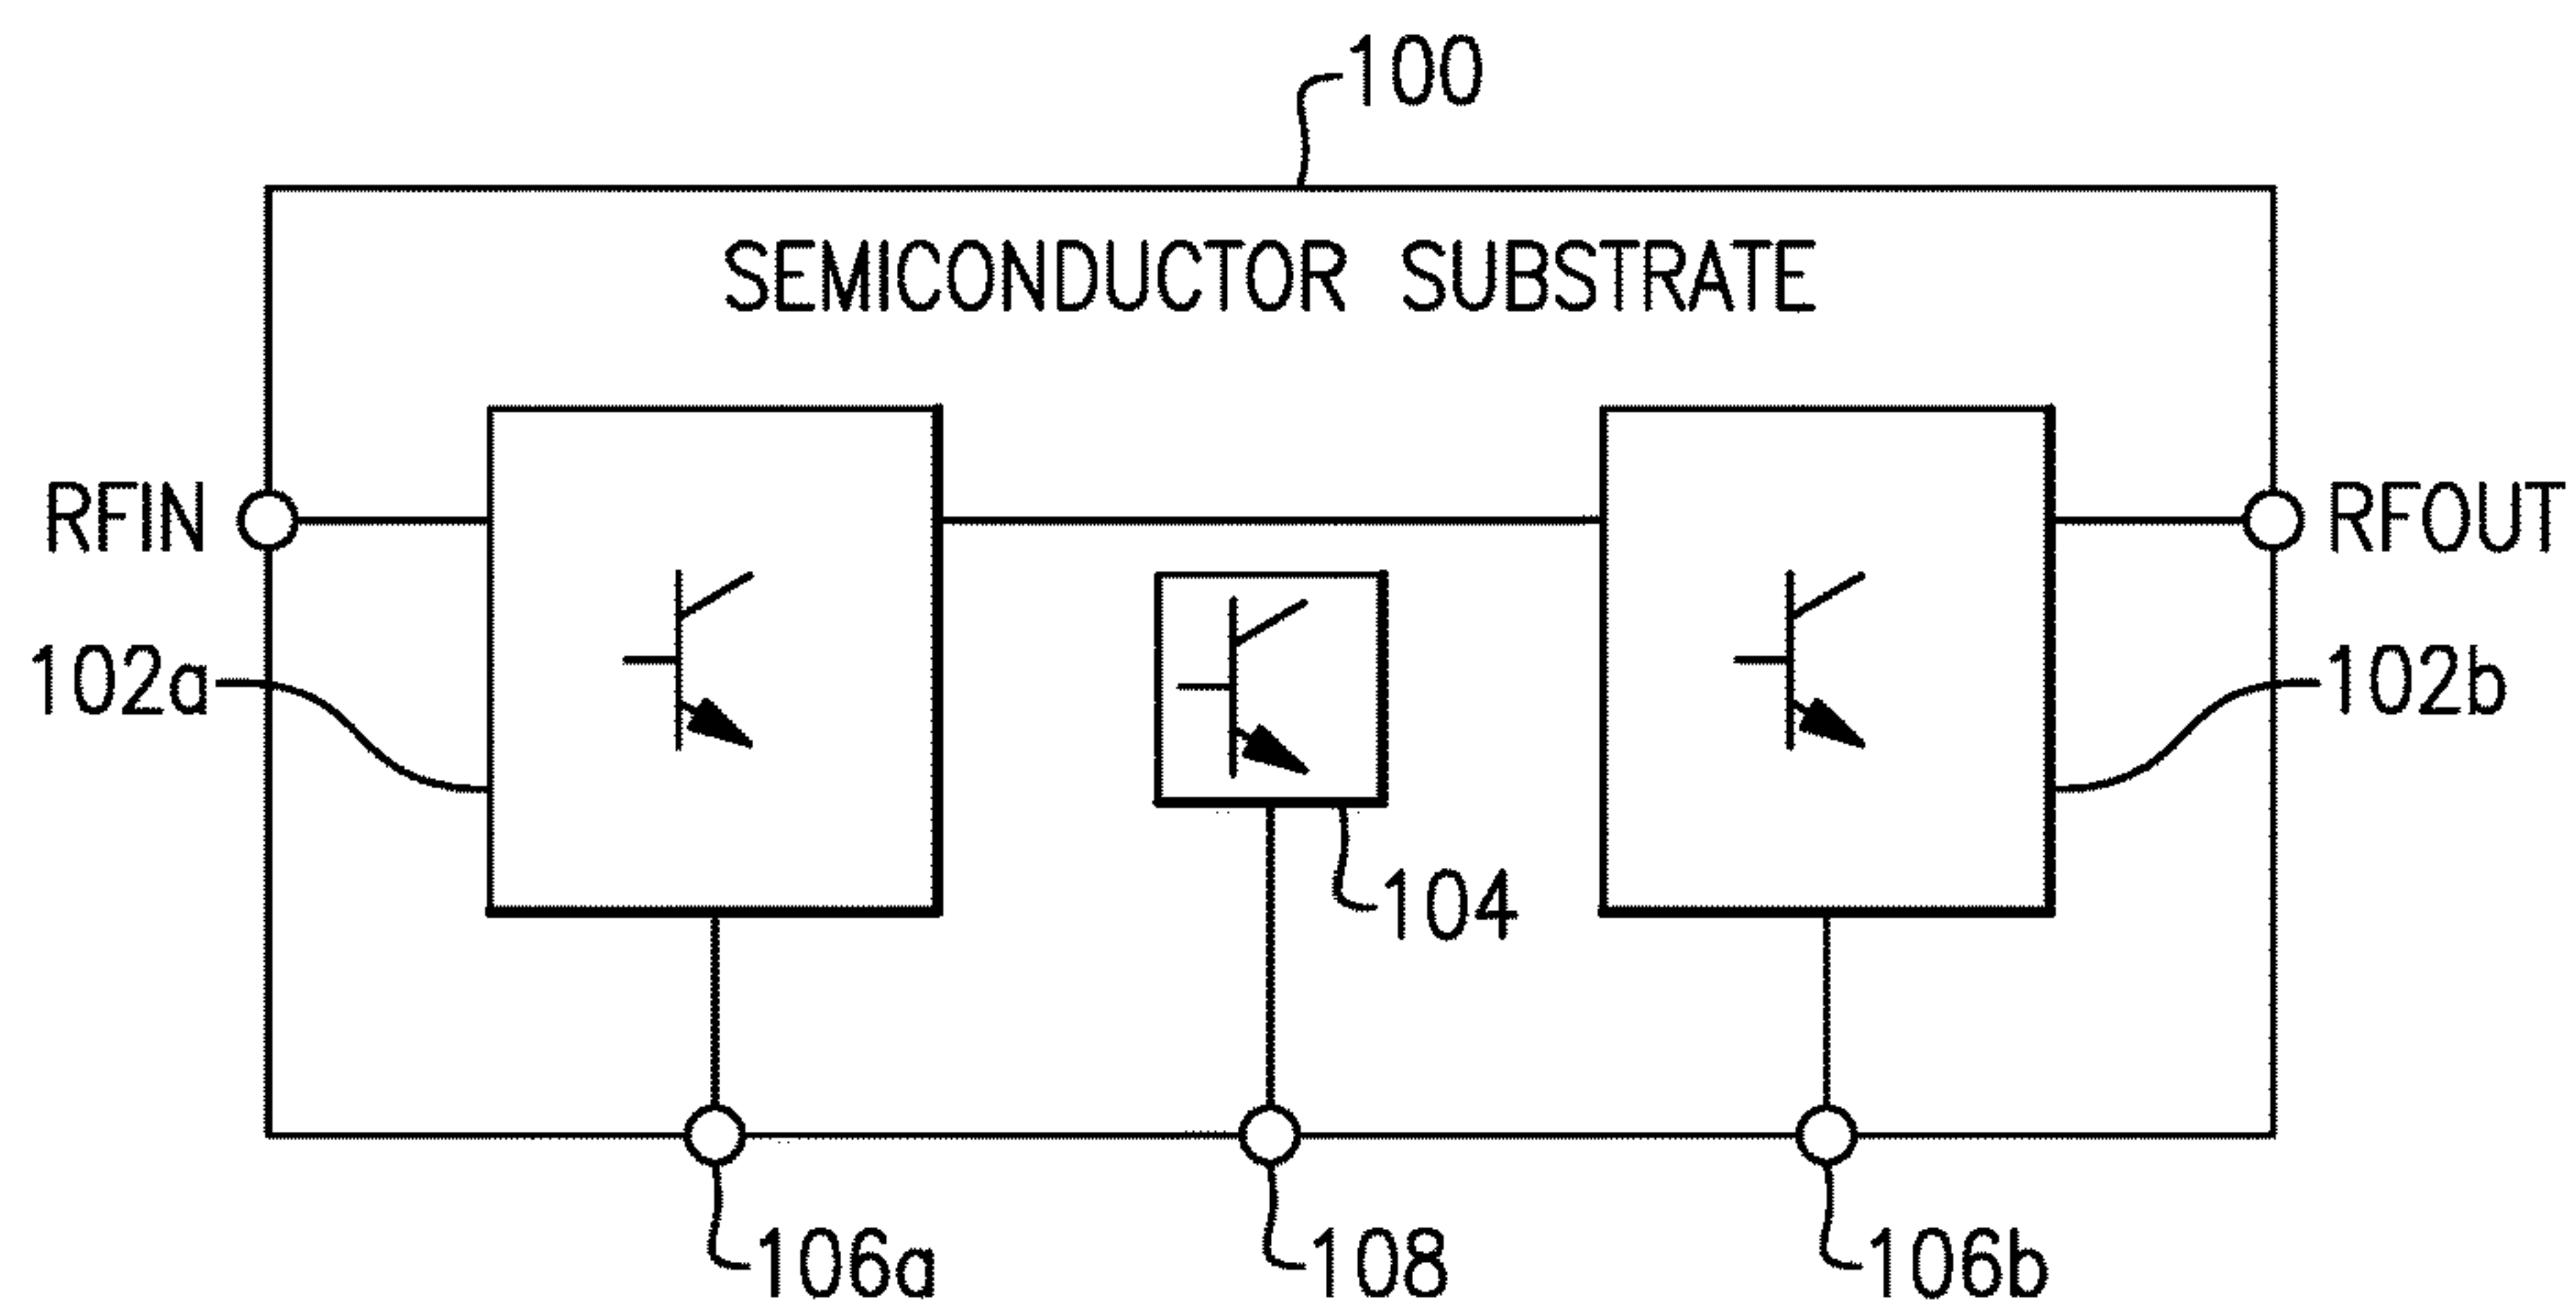 100
SEMICONDUCTOR SUBSTRATE
RFIN
RFOUT
102a
102b
104
106a
108
106b